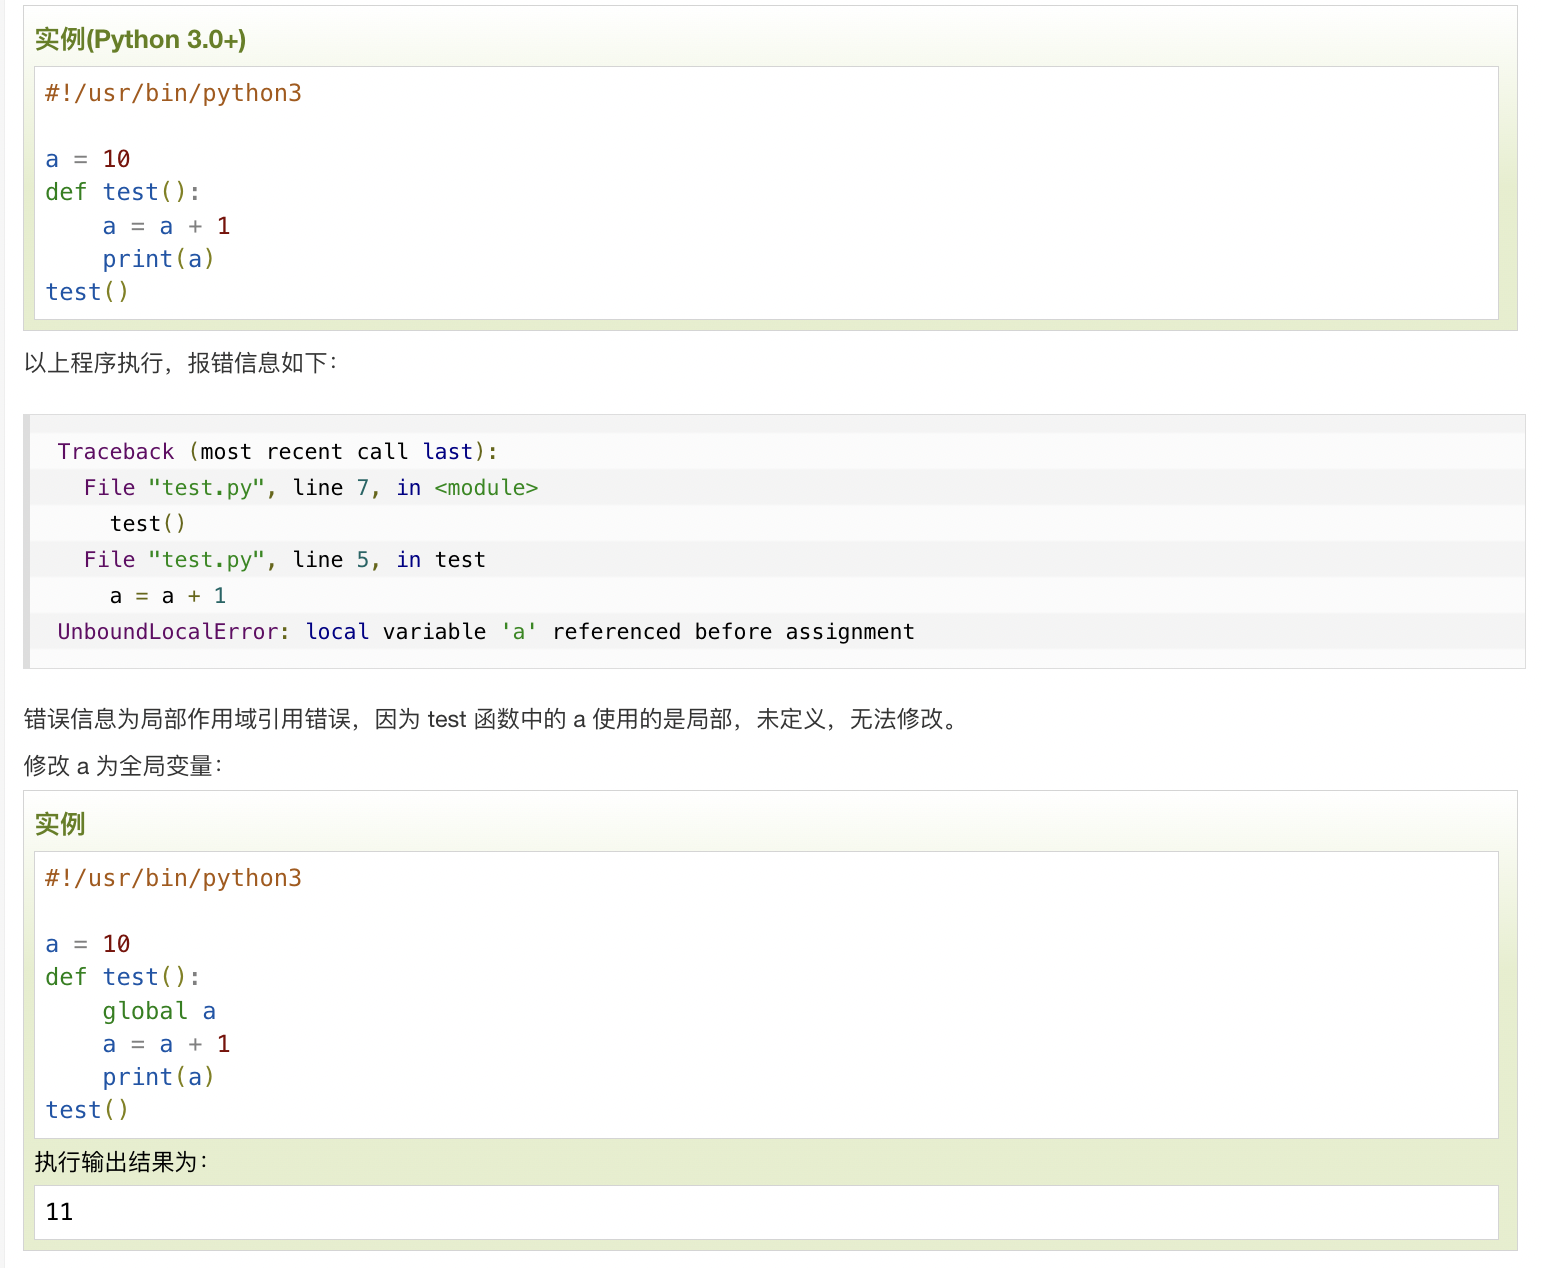 实例(Python 3.0+)
#!/usr/bin/python3
a = 10
def test():
    a = a + 1
    print(a)
test()
以上程序执行，报错信息如下：
Traceback (most recent call last):
  File "test.py", line 7, in <module>
    test()
  File "test.py", line 5, in test
    a = a + 1
UnboundLocalError: local variable 'a' referenced before assignment
错误信息为局部作用域引用错误，因为 test 函数中的 a 使用的是局部，未定义，无法修改。
修改 a 为全局变量：
实例
#!/usr/bin/python3
a = 10
def test():
    global a
    a = a + 1
    print(a)
test()
执行输出结果为：
11